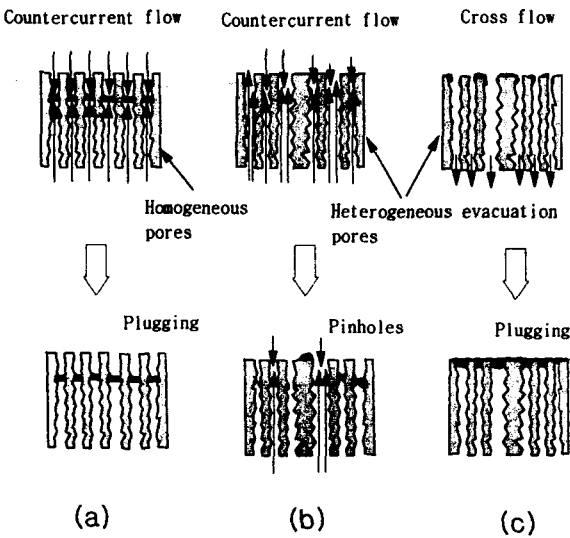 Countercurrent flow
Countercurrent flow
Cross flow
Homogeneous
pores
Heterogeneous evacuation
pores
Plugging
Pinholes
Plugging
(a)
(b)
(c)